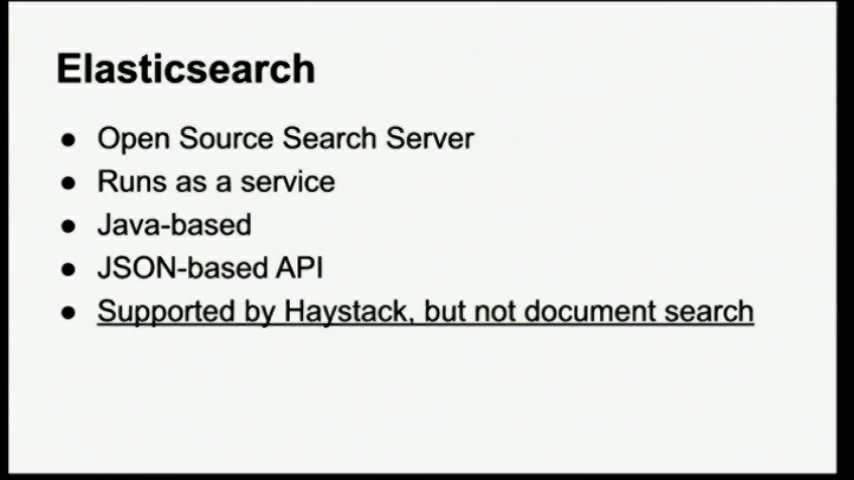 Elasticsearch
● Open Source Search Server
● Runs as a service
● Java-based
● JSON-based API
● Supported by Haystack, but not document search